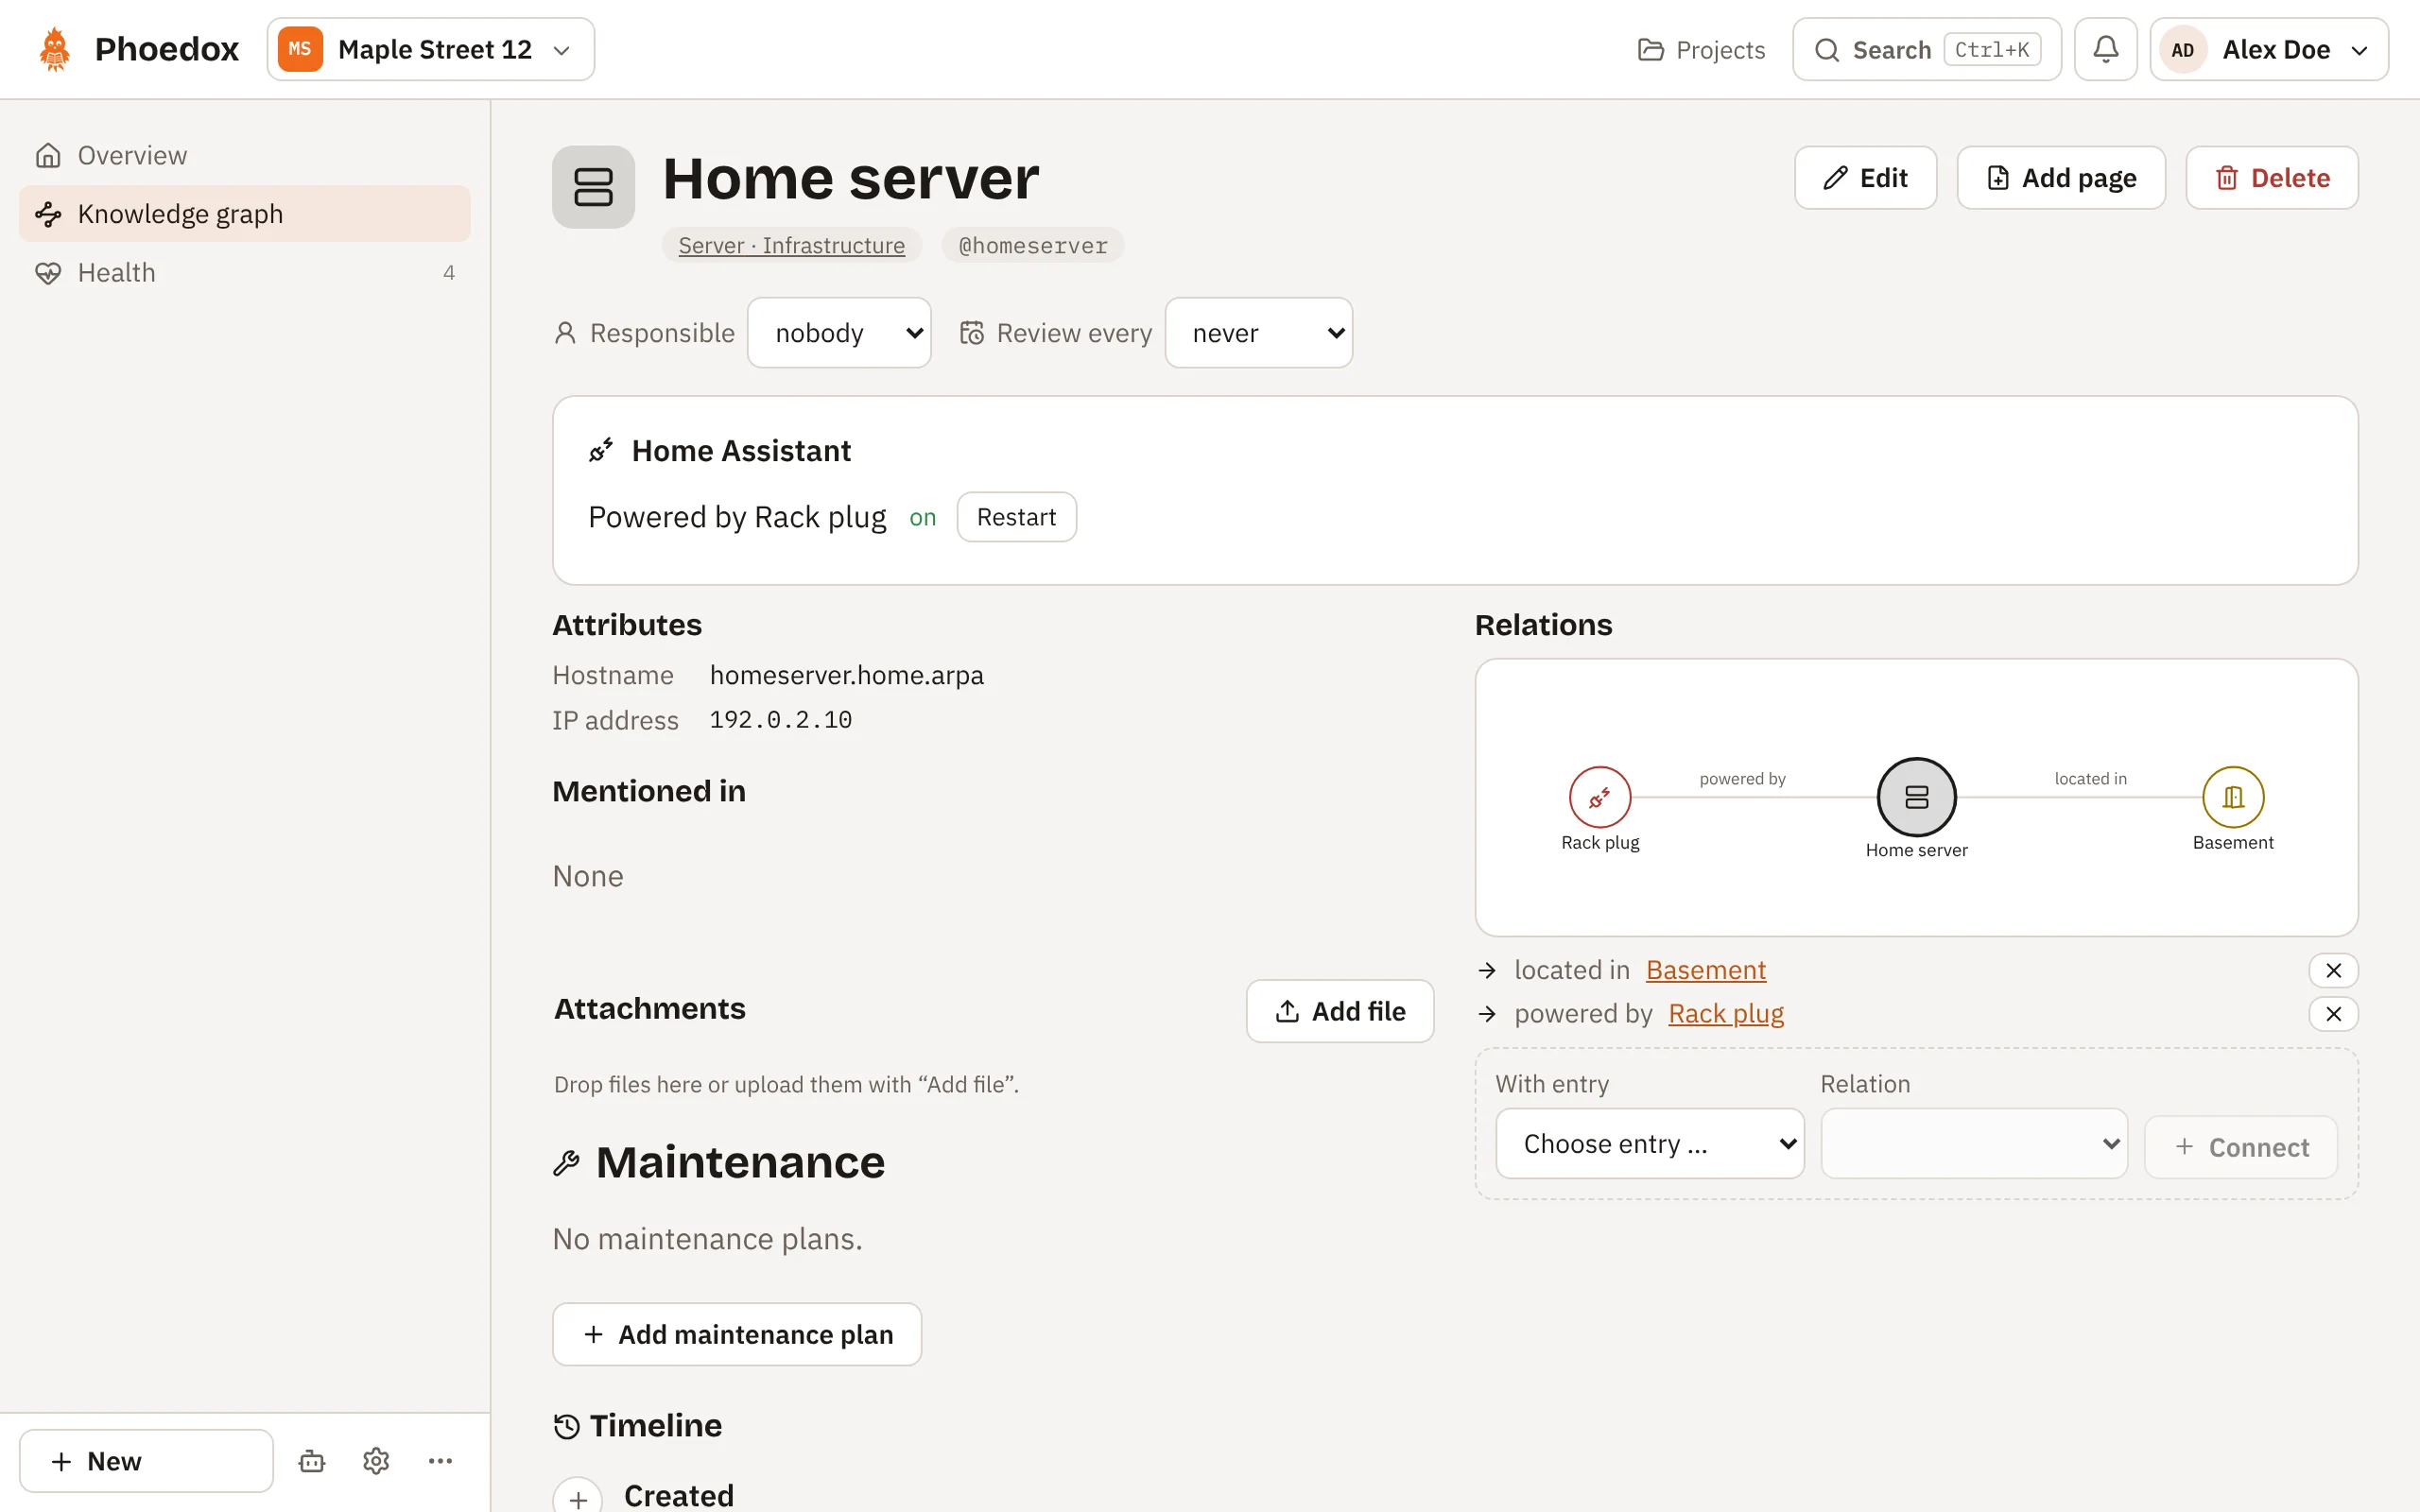 Phoedox
MS Maple Street 12
Projects
Search Ctrl+K
AD Alex Doe
Overview
Knowledge graph
Health 4
Home server
Edit
Add page
Delete
Server · Infrastructure
@homeserver
Responsible nobody
Review every never
Home Assistant
Powered by Rack plug on Restart
Attributes
Hostname homeserver.home.arpa
IP address 192.0.2.10
Mentioned in
None
Attachments
Add file
Drop files here or upload them with “Add file”.
Maintenance
No maintenance plans.
Add maintenance plan
Timeline
Created
Relations
powered by
located in
Rack plug
Home server
Basement
→ located in Basement
→ powered by Rack plug
With entry
Relation
Choose entry ...
+ Connect
+ New